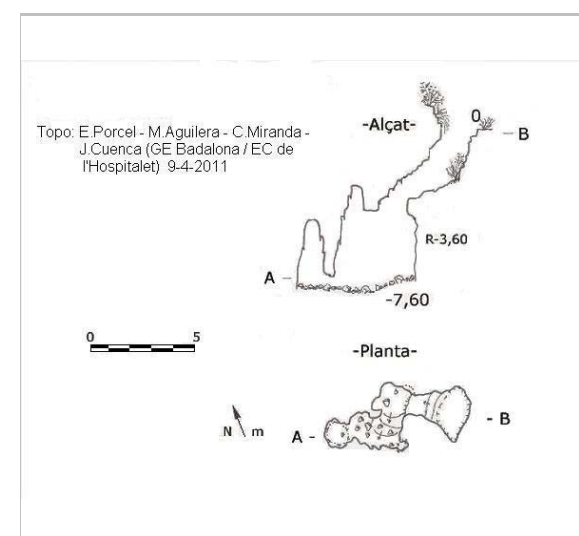 Topo: E.Porcel - M.Aguilera - C.Miranda -
J.Cuenca (GE Badalona / EC de
l'Hospitalet) 9-4-2011
-Alçat-
0
B
R-3,60
A
-7,60
0 5
-Planta-
N m
A
B